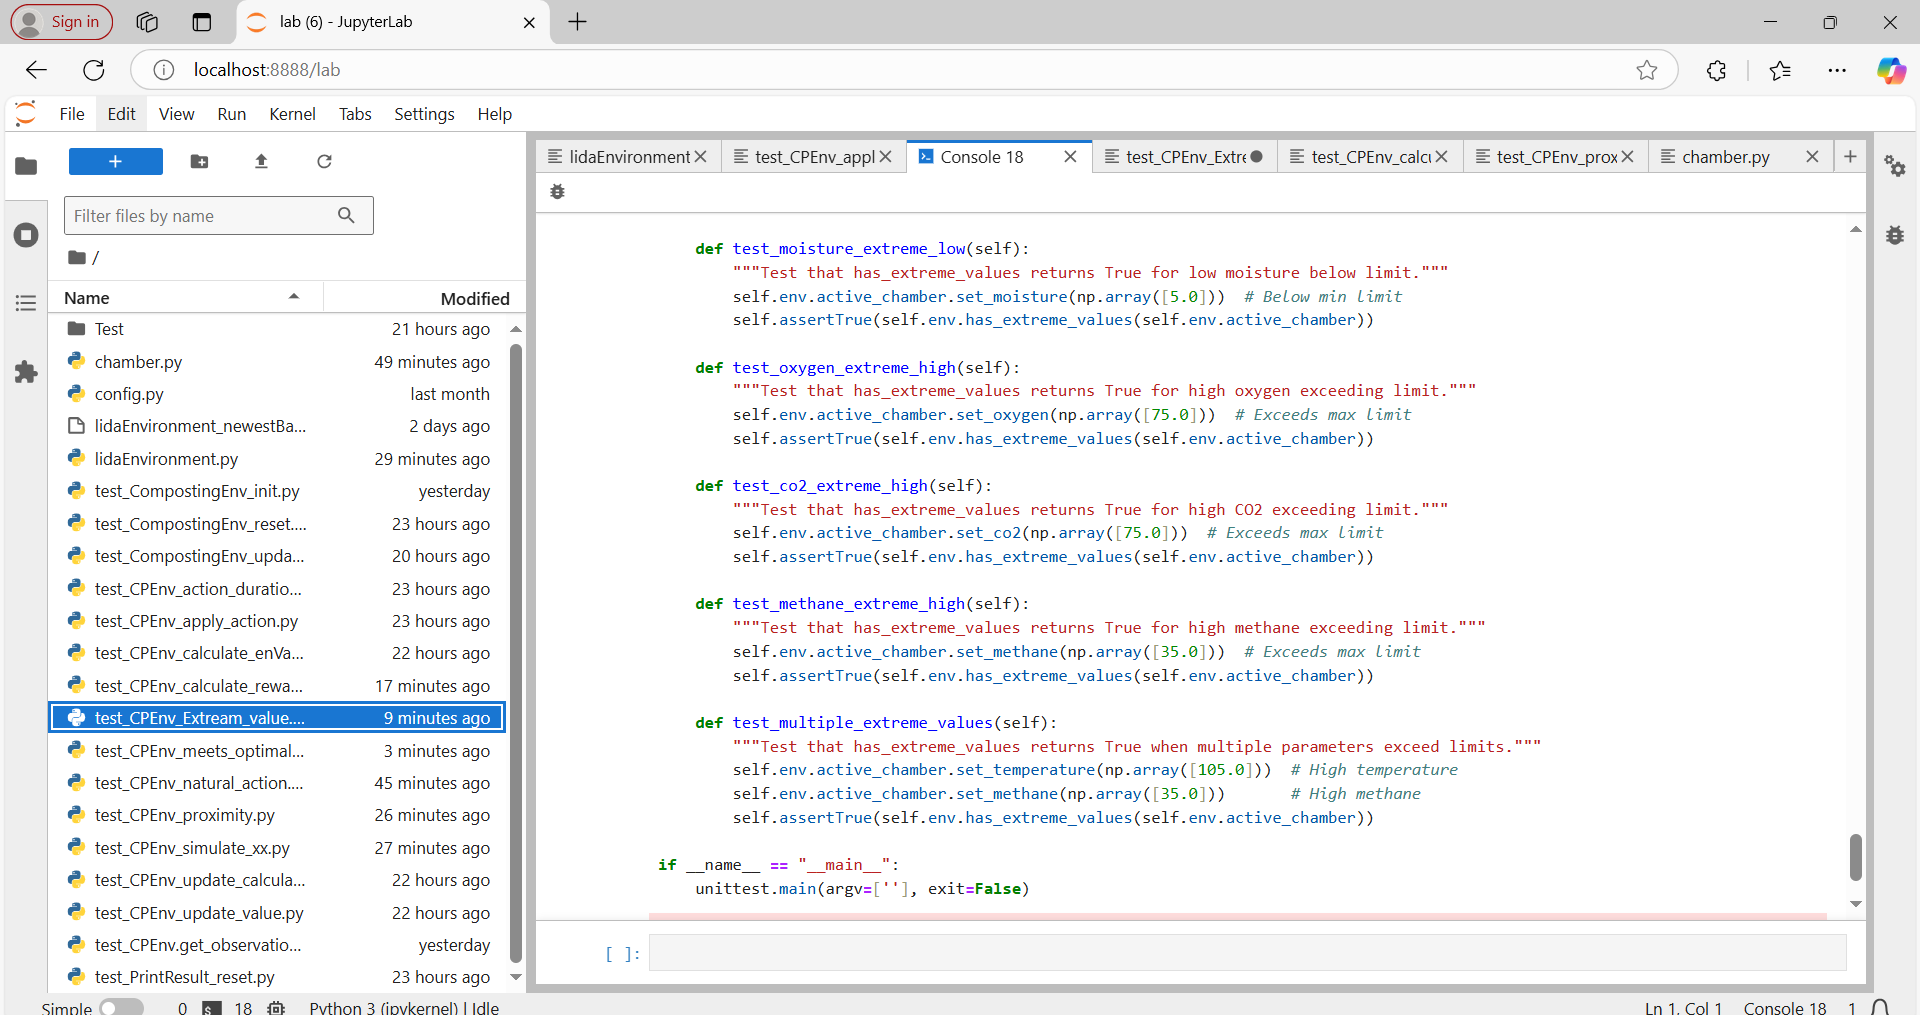 Sign in
lab (6) - JupyterLab
localhost:8888/lab
File Edit View Run Kernel Tabs Settings Help
+
Filter files by name
/
Name Modified
Test 21 hours ago
chamber.py 49 minutes ago
config.py last month
lidaEnvironment_newestBa... 2 days ago
lidaEnvironment.py 29 minutes ago
test_CompostingEnv_init.py yesterday
test_CompostingEnv_reset.... 23 hours ago
test_CompostingEnv_upda... 20 hours ago
test_CPEnv_action_duratio... 23 hours ago
test_CPEnv_apply_action.py 23 hours ago
test_CPEnv_calculate_enVa... 22 hours ago
test_CPEnv_calculate_rewa... 17 minutes ago
test_CPEnv_Extream_value.... 9 minutes ago
test_CPEnv_meets_optimal... 3 minutes ago
test_CPEnv_natural_action.... 45 minutes ago
test_CPEnv_proximity.py 26 minutes ago
test_CPEnv_simulate_xx.py 27 minutes ago
test_CPEnv_update_calcula... 22 hours ago
test_CPEnv_update_value.py 22 hours ago
test_CPEnv.get_observatio... yesterday
test_PrintResult_reset.py 23 hours ago
lidaEnvironment test_CPEnv_appl Console 18 test_CPEnv_Extre test_CPEnv_calcu test_CPEnv_prox chamber.py
def test_moisture_extreme_low(self):
"""Test that has_extreme_values returns True for low moisture below limit."""
self.env.active_chamber.set_moisture(np.array([5.0])) # Below min limit
self.assertTrue(self.env.has_extreme_values(self.env.active_chamber))
def test_oxygen_extreme_high(self):
"""Test that has_extreme_values returns True for high oxygen exceeding limit."""
self.env.active_chamber.set_oxygen(np.array([75.0])) # Exceeds max limit
self.assertTrue(self.env.has_extreme_values(self.env.active_chamber))
def test_co2_extreme_high(self):
"""Test that has_extreme_values returns True for high CO2 exceeding limit."""
self.env.active_chamber.set_co2(np.array([75.0])) # Exceeds max limit
self.assertTrue(self.env.has_extreme_values(self.env.active_chamber))
def test_methane_extreme_high(self):
"""Test that has_extreme_values returns True for high methane exceeding limit."""
self.env.active_chamber.set_methane(np.array([35.0])) # Exceeds max limit
self.assertTrue(self.env.has_extreme_values(self.env.active_chamber))
def test_multiple_extreme_values(self):
"""Test that has_extreme_values returns True when multiple parameters exceed limits."""
self.env.active_chamber.set_temperature(np.array([105.0])) # High temperature
self.env.active_chamber.set_methane(np.array([35.0])) # High methane
self.assertTrue(self.env.has_extreme_values(self.env.active_chamber))
if __name__ == "__main__":
unittest.main(argv=[''], exit=False)
[ ]:
Simple 0 18 Python 3 (ipykernel) | Idle Ln 1, Col 1 Console 18 1